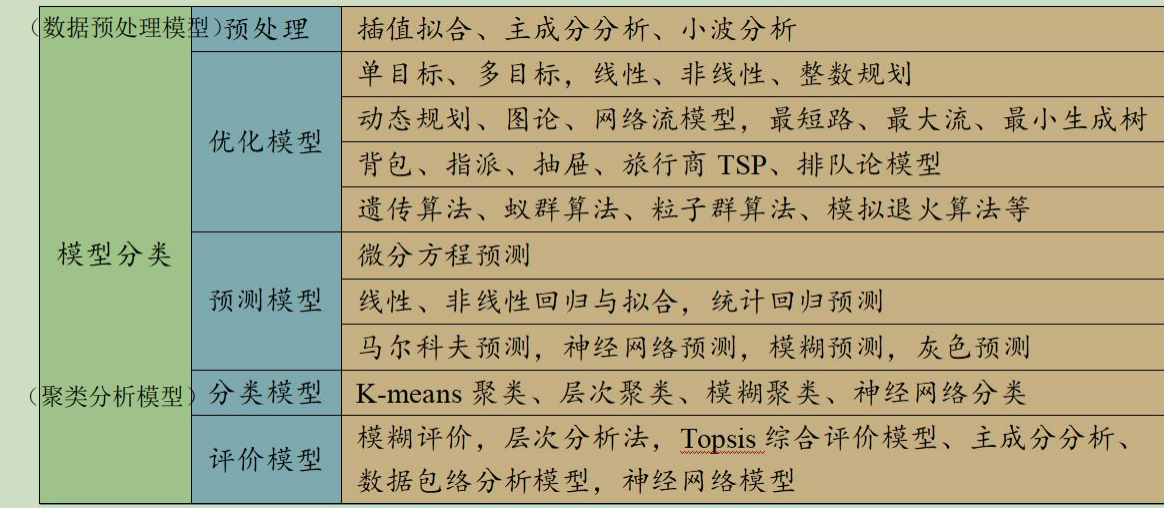 （数据预处理模型）预处理 插值拟合、主成分分析、小波分析
单目标、多目标，线性、非线性、整数规划
优化模型 动态规划、图论、网络流模型，最短路、最大流、最小生成树
背包、指派、抽屉、旅行商 TSP、排队论模型
遗传算法、蚁群算法、粒子群算法、模拟退火算法等
模型分类 微分方程预测
预测模型 线性、非线性回归与拟合，统计回归预测
马尔科夫预测，神经网络预测，模糊预测，灰色预测
（聚类分析模型）分类模型 K-means 聚类、层次聚类、模糊聚类、神经网络分类
评价模型 模糊评价，层次分析法，Topsis 综合评价模型、主成分分析、
数据包络分析模型，神经网络模型